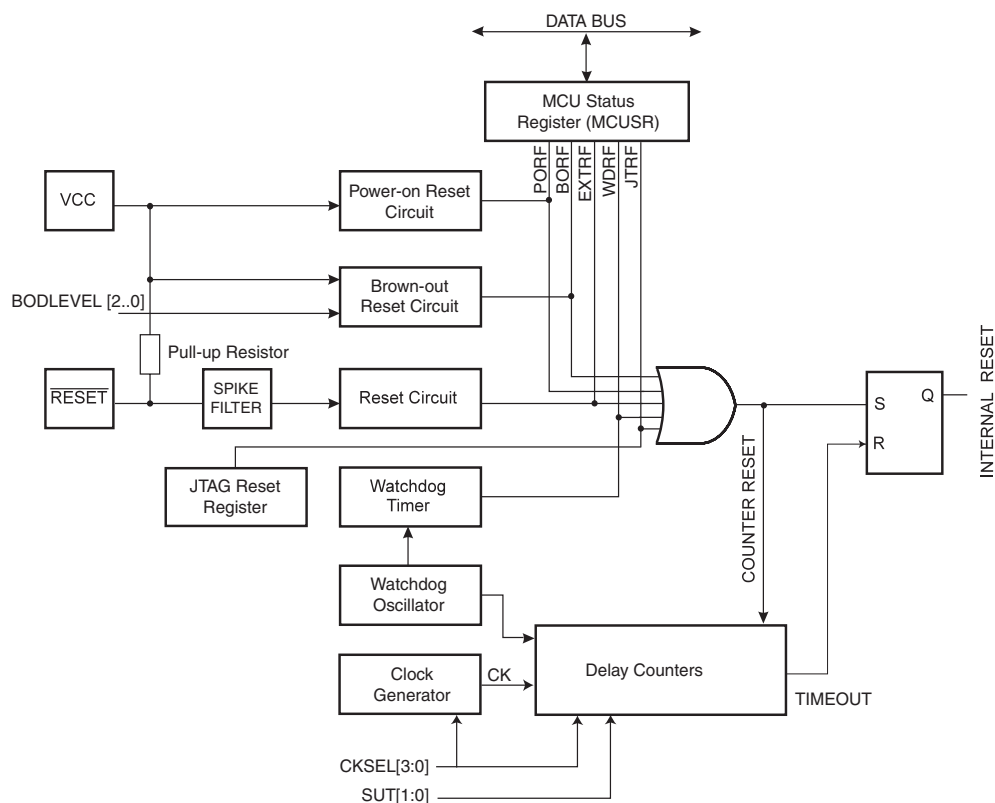 DATA BUS
MCU Status
Register (MCUSR)
PORF
BORF
EXTRF
WDRF
JTRF
VCC
Power-on Reset
Circuit
BODLEVEL [2..0]
Brown-out
Reset Circuit
Pull-up Resistor
RESET
SPIKE
FILTER
Reset Circuit
S
Q
R
INTERNAL RESET
JTAG Reset
Register
Watchdog
Timer
COUNTER RESET
Watchdog
Oscillator
Clock
Generator
CK
Delay Counters
TIMEOUT
CKSEL[3:0]
SUT[1:0]